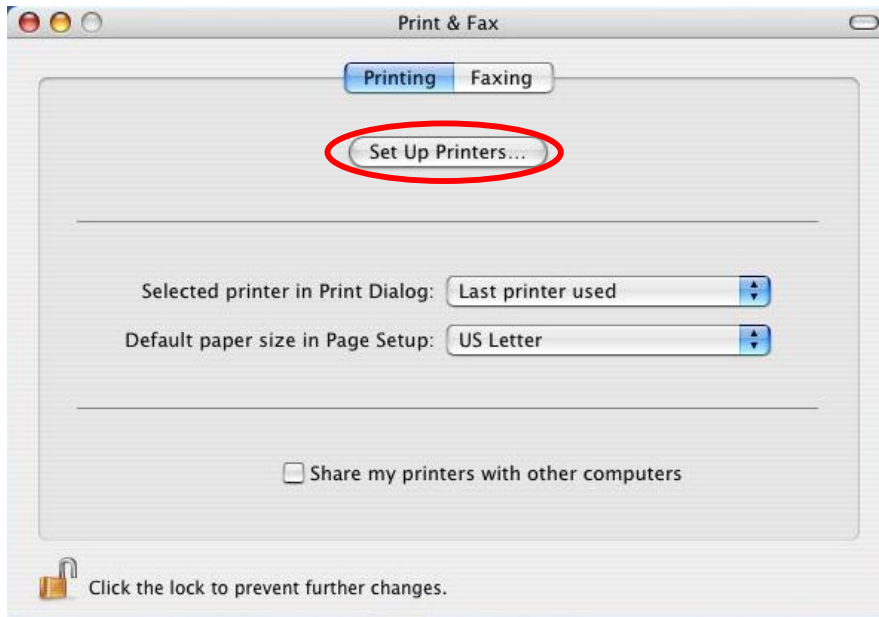 Print & Fax
Printing Faxing
Set Up Printers...
Selected printer in Print Dialog: Last printer used
Default paper size in Page Setup: US Letter
Share my printers with other computers
Click the lock to prevent further changes.